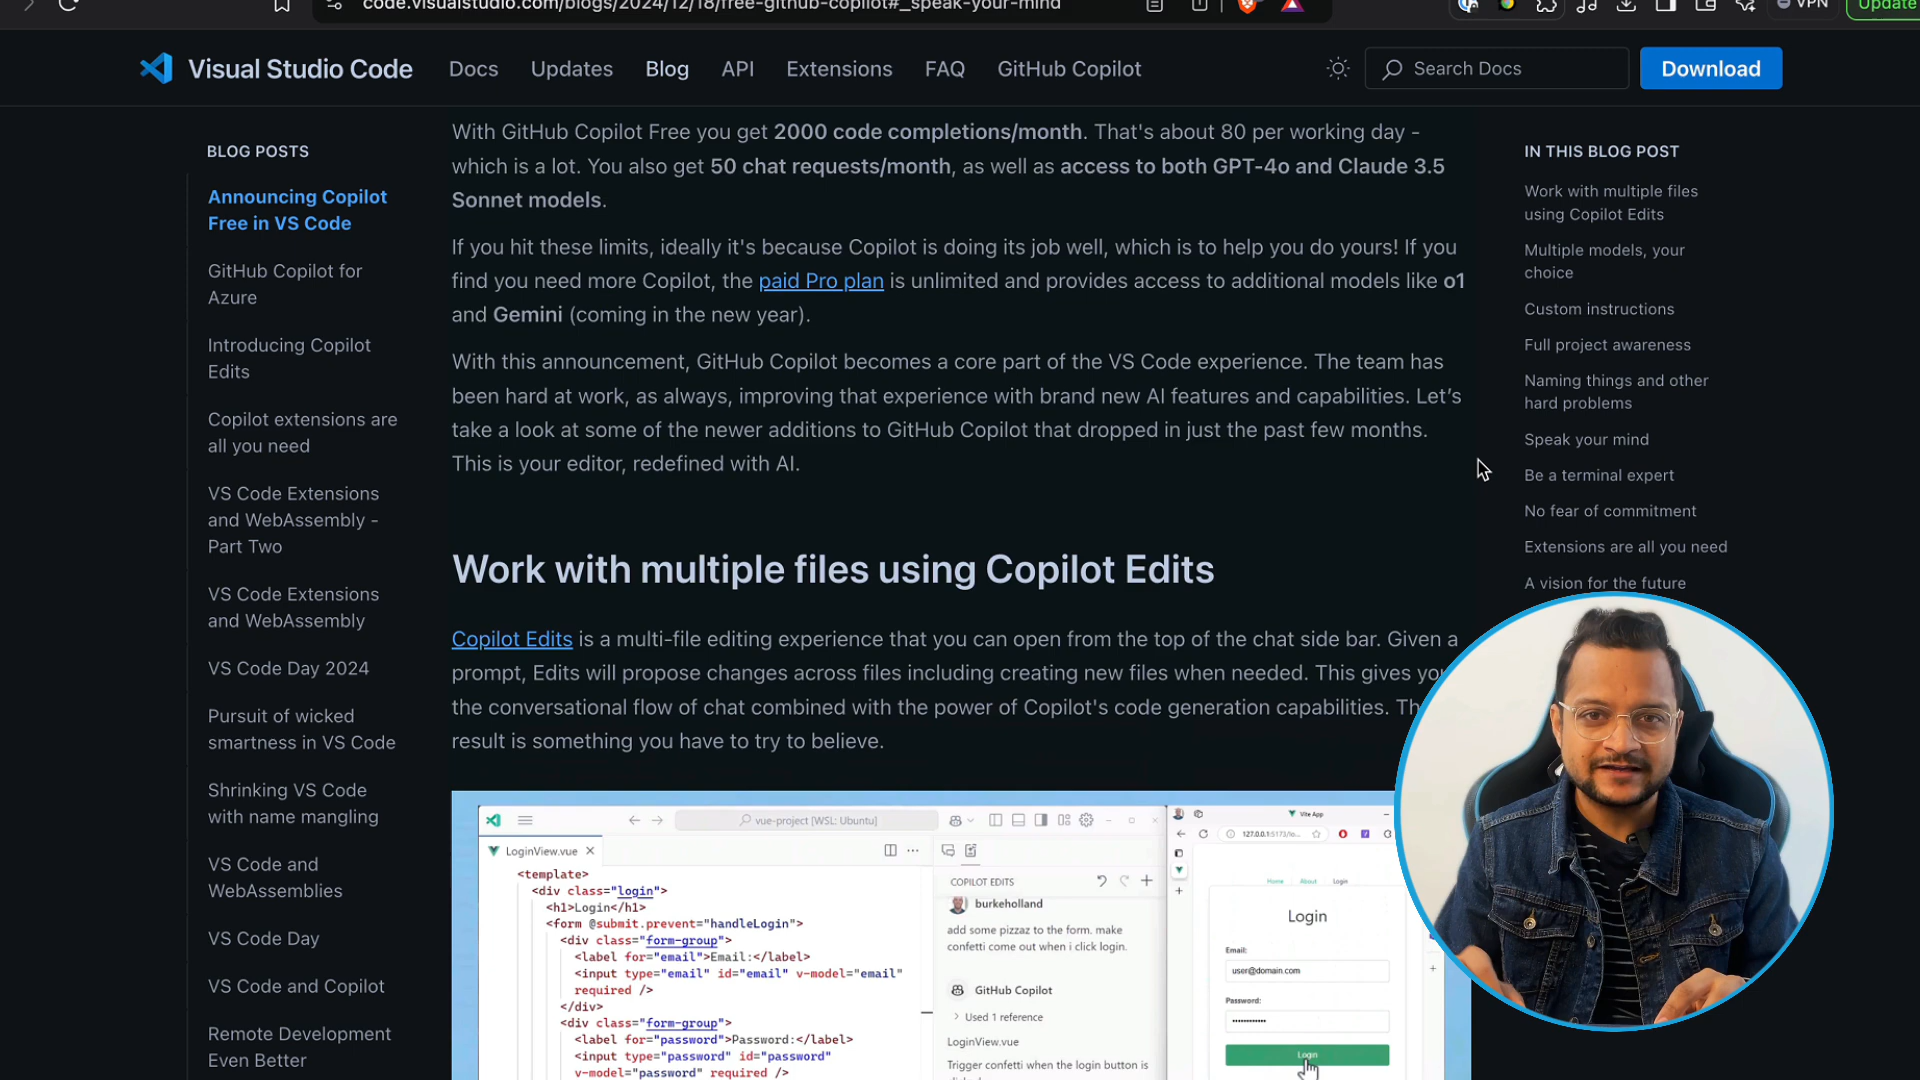 code.visualstudio.com/blogs/2024/12/18/free-github-copilot#_speak-your-mind
VPN
Update
Visual Studio Code
Docs
Updates
Blog
API
Extensions
FAQ
GitHub Copilot
Search Docs
Download
BLOG POSTS
Announcing Copilot
Free in VS Code
GitHub Copilot for
Azure
Introducing Copilot
Edits
Copilot extensions are
all you need
VS Code Extensions
and WebAssembly -
Part Two
VS Code Extensions
and WebAssembly
VS Code Day 2024
Pursuit of wicked
smartness in VS Code
Shrinking VS Code
with name mangling
VS Code and
WebAssemblies
VS Code Day
VS Code and Copilot
Remote Development
Even Better
With GitHub Copilot Free you get 2000 code completions/month. That's about 80 per working day -
which is a lot. You also get 50 chat requests/month, as well as access to both GPT-4o and Claude 3.5
Sonnet models.
If you hit these limits, ideally it's because Copilot is doing its job well, which is to help you do yours! If you
find you need more Copilot, the paid Pro plan is unlimited and provides access to additional models like o1
and Gemini (coming in the new year).
With this announcement, GitHub Copilot becomes a core part of the VS Code experience. The team has
been hard at work, as always, improving that experience with brand new AI features and capabilities. Let’s
take a look at some of the newer additions to GitHub Copilot that dropped in just the past few months.
This is your editor, redefined with AI.
Work with multiple files using Copilot Edits
Copilot Edits is a multi-file editing experience that you can open from the top of the chat side bar. Given a
prompt, Edits will propose changes across files including creating new files when needed. This gives yo
the conversational flow of chat combined with the power of Copilot's code generation capabilities. Th
result is something you have to try to believe.
vue-project [WSL: Ubuntu]
LoginView.vue
<template>
<div class="login">
<h1>Login</h1>
<form @submit.prevent="handleLogin">
<div class="form-group">
<label for="email">Email:</label>
<input type="email" id="email" v-model="email"
required />
</div>
<div class="form-group">
<label for="password">Password:</label>
<input type="password" id="password"
v-model="password" required />
COPILOT EDITS
burkeholland
add some pizzaz to the form. make
confetti come out when i click login.
GitHub Copilot
Used 1 reference
LoginView.vue
Trigger confetti when the login button is
Vite App
127.0.0.1:5173/lo...
Home
About
Login
Login
Email:
user@domain.com
Password:
Login
IN THIS BLOG POST
Work with multiple files
using Copilot Edits
Multiple models, your
choice
Custom instructions
Full project awareness
Naming things and other
hard problems
Speak your mind
Be a terminal expert
No fear of commitment
Extensions are all you need
A vision for the future